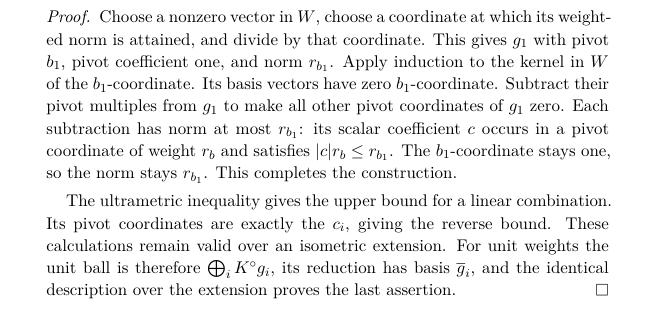 Proof. Choose a nonzero vector in W, choose a coordinate at which its weight-
ed norm is attained, and divide by that coordinate. This gives g₁ with pivot
b₁, pivot coefficient one, and norm r_{b₁}. Apply induction to the kernel in W
of the b₁-coordinate. Its basis vectors have zero b₁-coordinate. Subtract their
pivot multiples from g₁ to make all other pivot coordinates of g₁ zero. Each
subtraction has norm at most r_{b₁}: its scalar coefficient c occurs in a pivot
coordinate of weight r_b and satisfies |c|r_b ≤ r_{b₁}. The b₁-coordinate stays one,
so the norm stays r_{b₁}. This completes the construction.
The ultrametric inequality gives the upper bound for a linear combination.
Its pivot coordinates are exactly the c_i, giving the reverse bound. These
calculations remain valid over an isometric extension. For unit weights the
unit ball is therefore ⨁_i K°g_i, its reduction has basis g̅_i, and the identical
description over the extension proves the last assertion. □